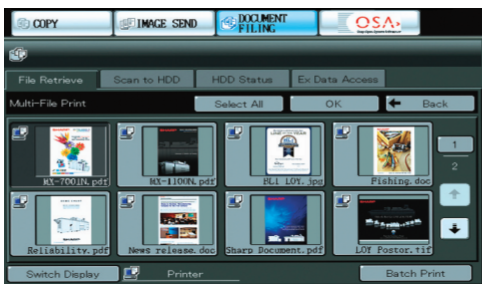 COPY
IMAGE SEND
DOCUMENT
FILING
OSA
File Retrieve
Scan to HDD
HDD Status
Ex Data Access
Multi-File Print
Select All
OK
Back
MX-7001N.pdf
MX-1100N.pdf
BLI LOY.jpg
Fishing.doc
1
2
Reliability.pdf
News release.doc
Sharp Document.pdf
LOY Postor.tif
Switch Display
Printer
Batch Print